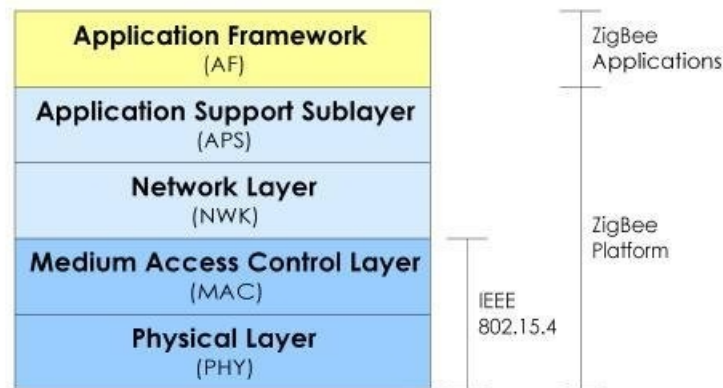 Application Framework
(AF)
ZigBee
Applications
Application Support Sublayer
(APS)
Network Layer
(NWK)
ZigBee
Platform
Medium Access Control Layer
(MAC)
IEEE
802.15.4
Physical Layer
(PHY)